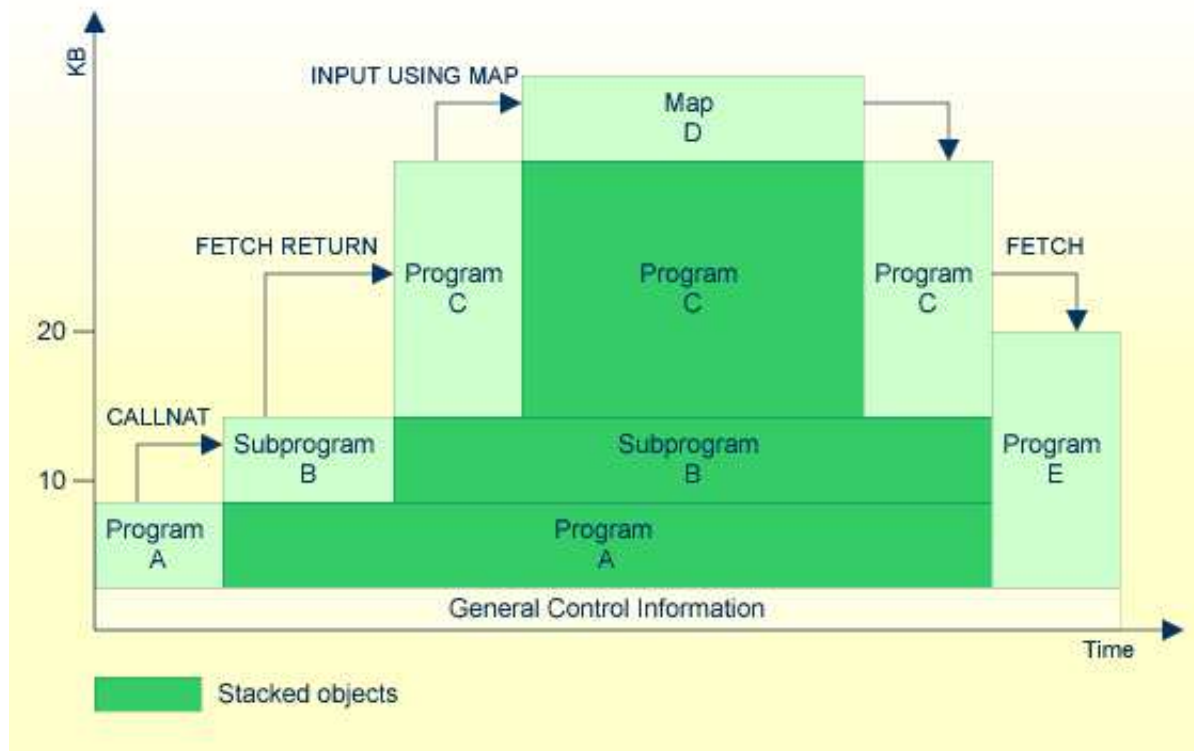 KB
INPUT USING MAP
Map
D
FETCH RETURN
FETCH
Program
C
Program
C
Program
C
20
CALLNAT
Subprogram
B
Subprogram
B
Program
E
10
Program
A
Program
A
General Control Information
Time
Stacked objects